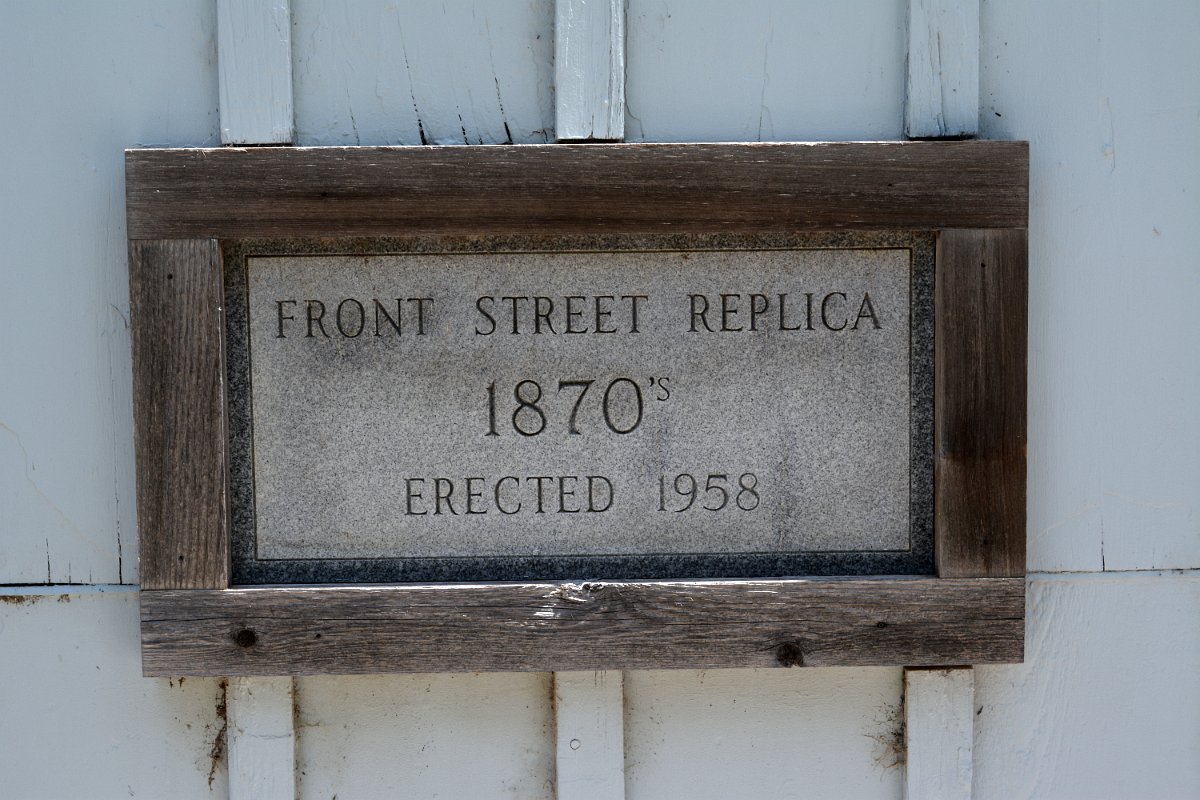 FRONT STREET REPLICA
1870's
ERECTED 1958